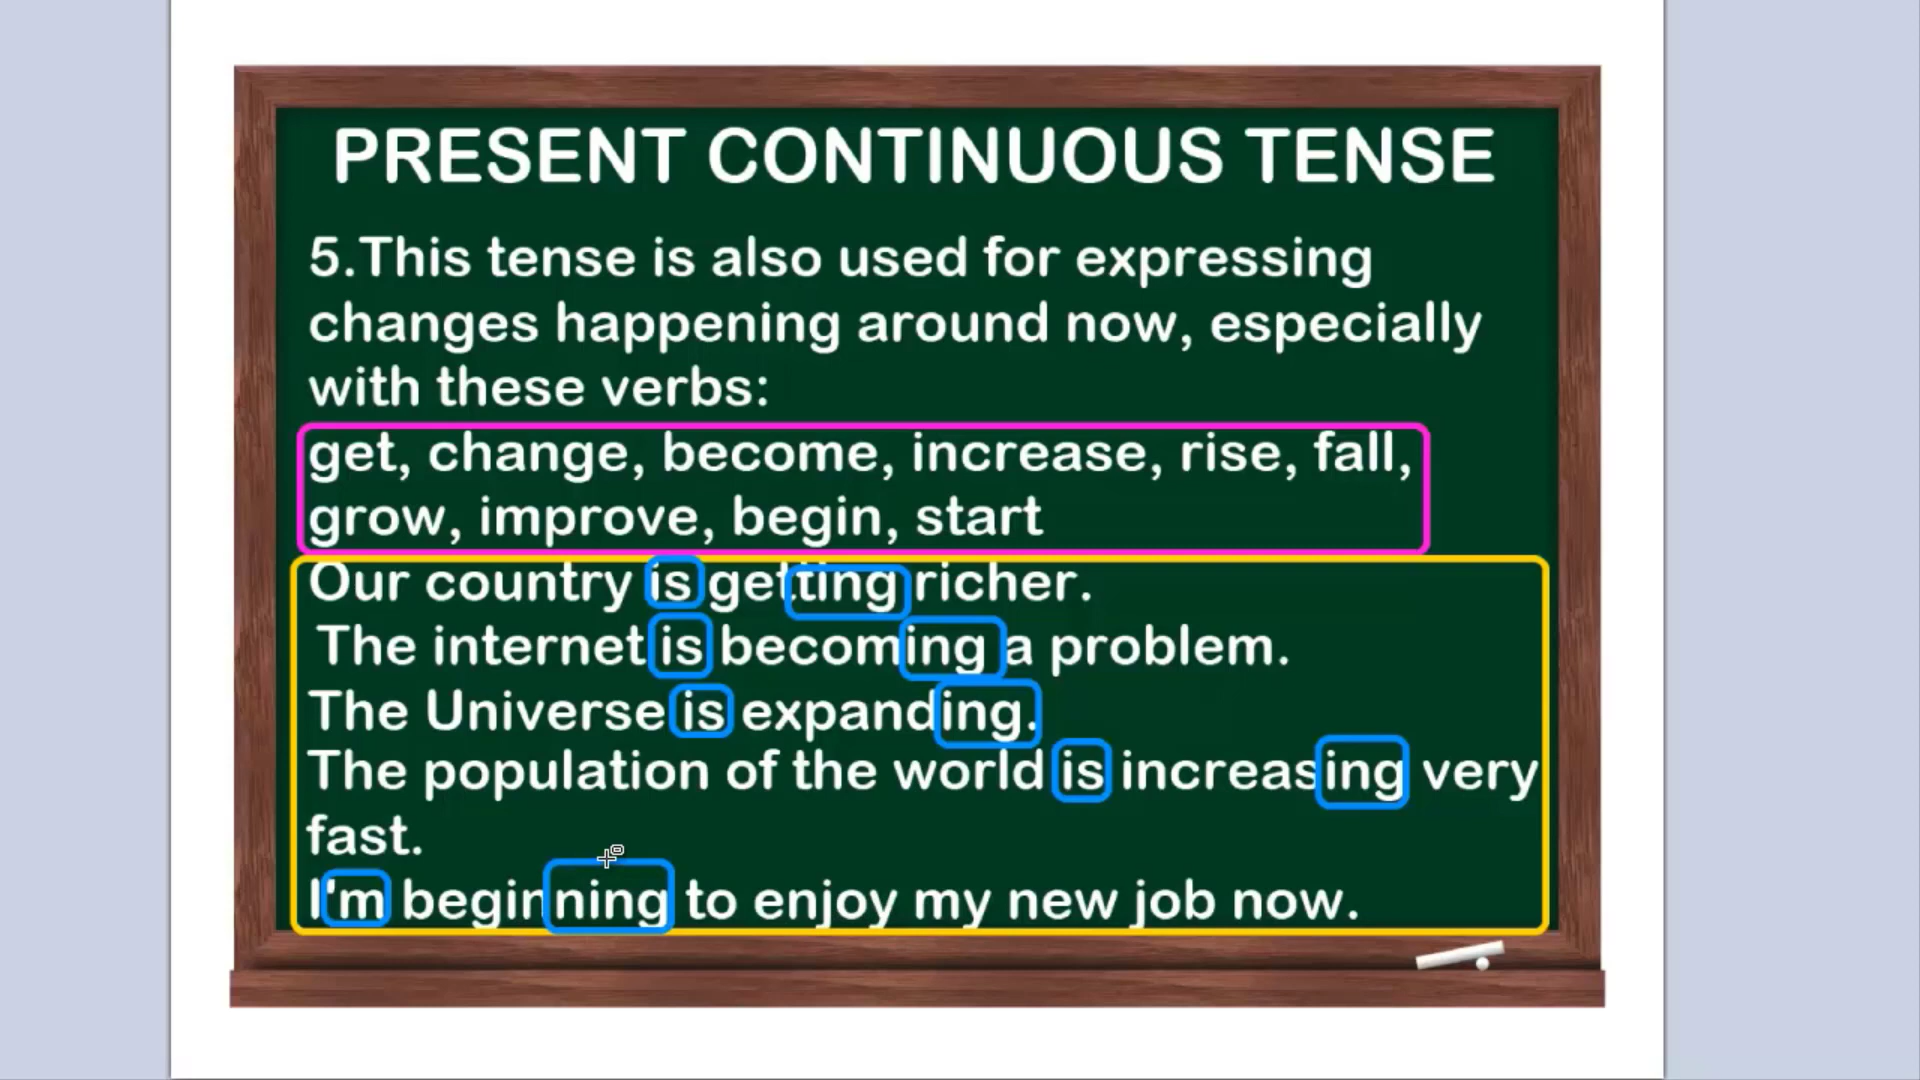 PRESENT CONTINUOUS TENSE
5.This tense is also used for expressing
changes happening around now, especially
with these verbs:
get, change, become, increase, rise, fall,
grow, improve, begin, start
Our country is getting richer.
The internet is becoming a problem.
The Universe is expanding.
The population of the world is increasing very
fast.
I'm beginning to enjoy my new job now.